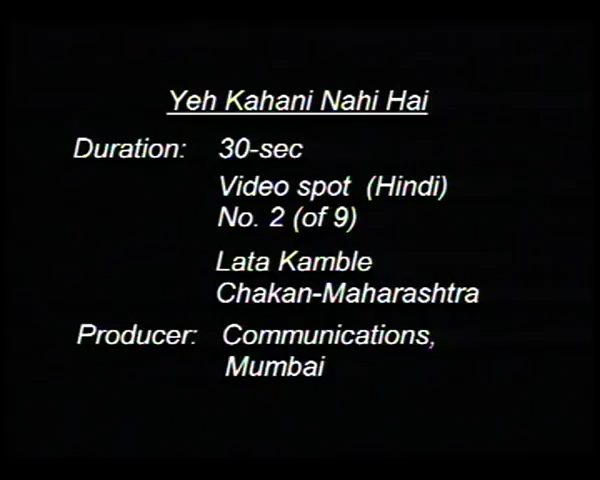 Yeh Kahani Nahi Hai
Duration: 30-sec
Video spot (Hindi)
No. 2 (of 9)
Lata Kamble
Chakan-Maharashtra
Producer: Communications,
Mumbai